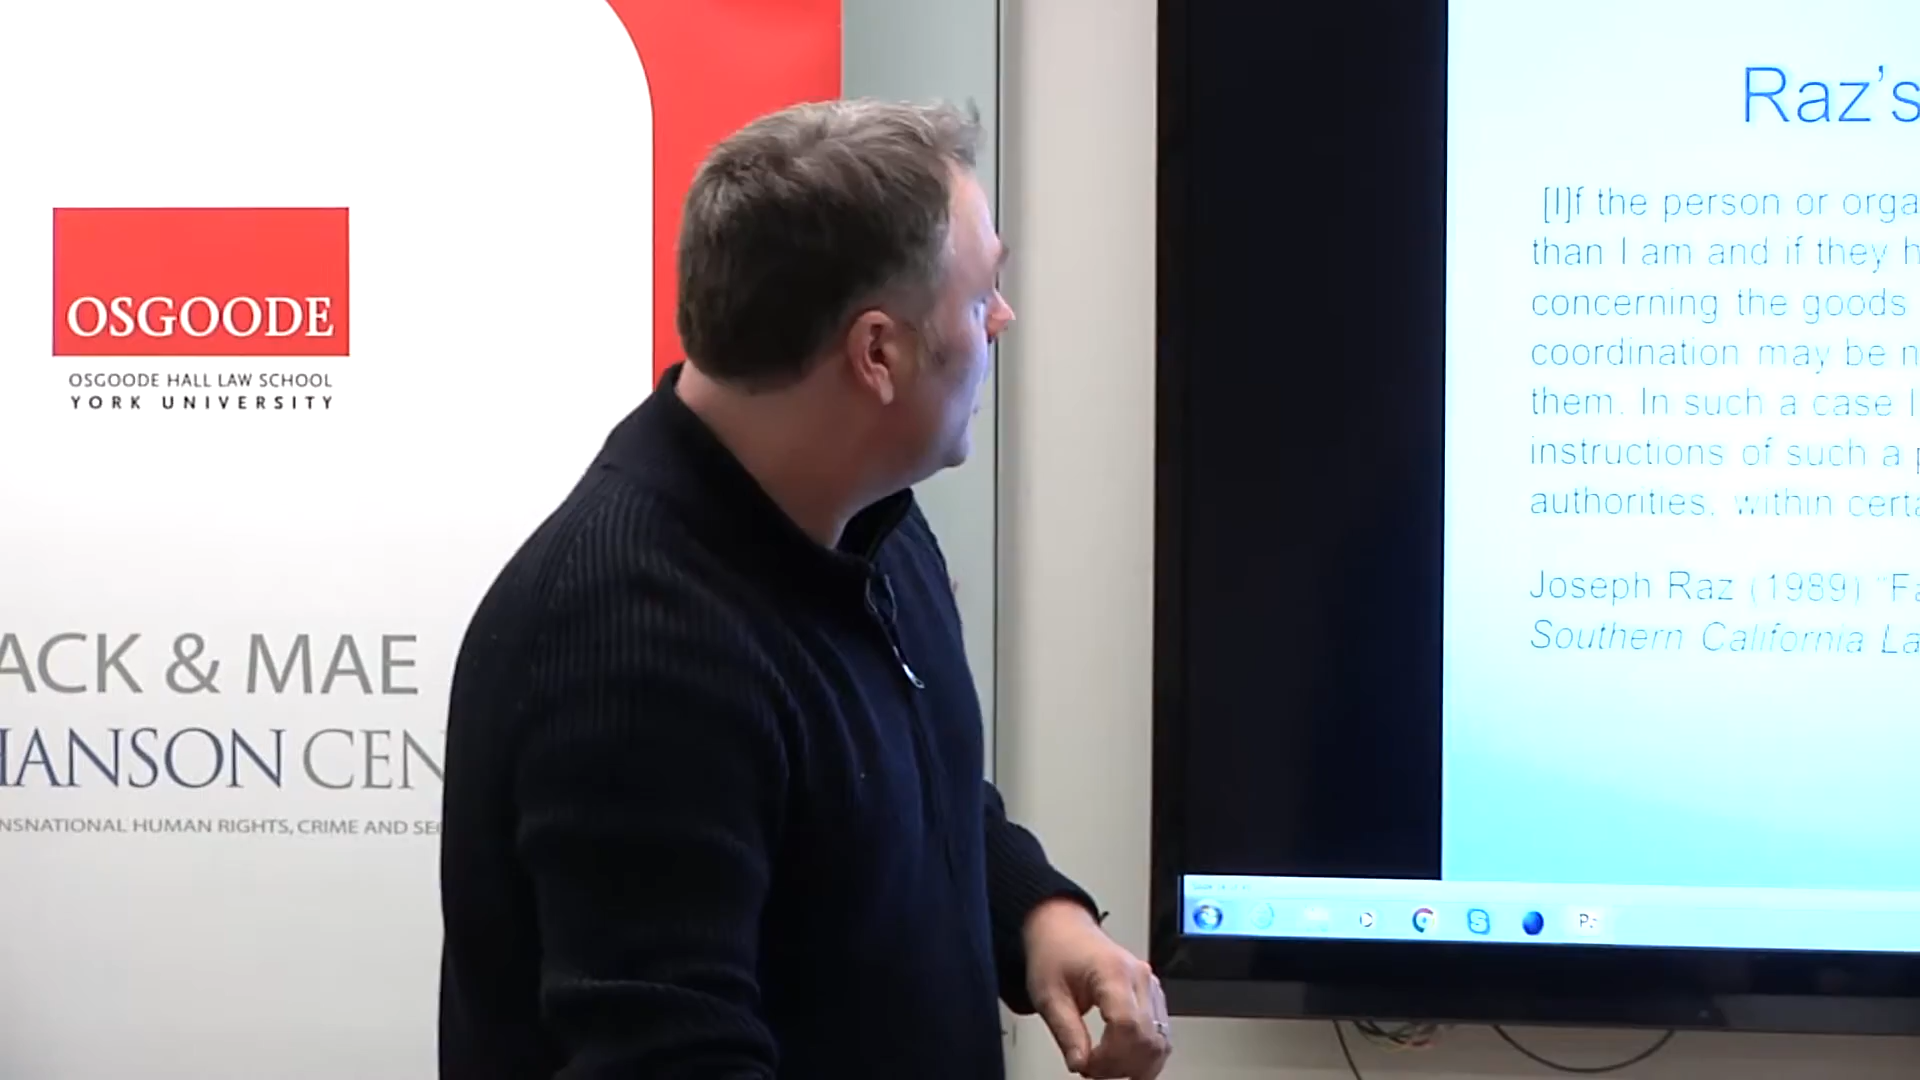 OSGOODE
OSGOODE HALL LAW SCHOOL
YORK UNIVERSITY
ACK & MAE
HANSON CEN
NSNATIONAL HUMAN RIGHTS, CRIME AND SEC
Raz's
[I]f the person or orga
than I am and if they h
concerning the goods
coordination may be n
them. In such a case I
instructions of such a p
authorities, within certa
Joseph Raz (1989) "Fa
Southern California La